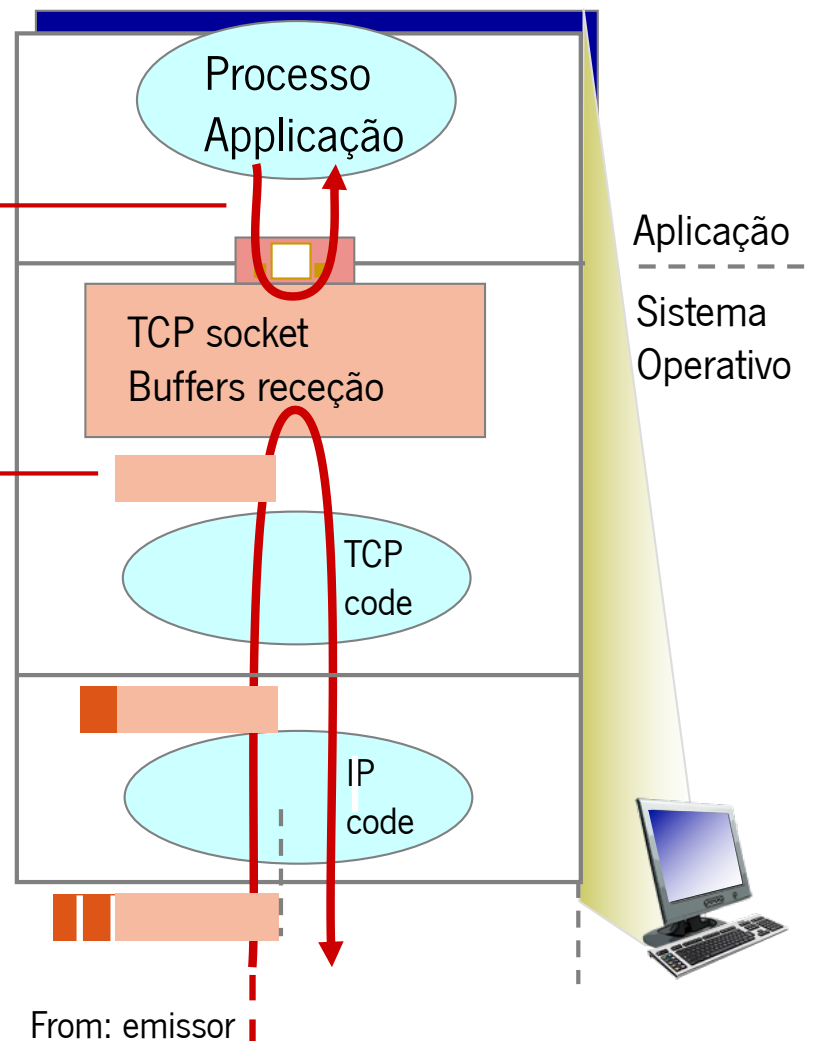 Processo
Applicação
Aplicação
Sistema
Operativo
TCP socket
Buffers receção
TCP
code
IP
code
From: emissor